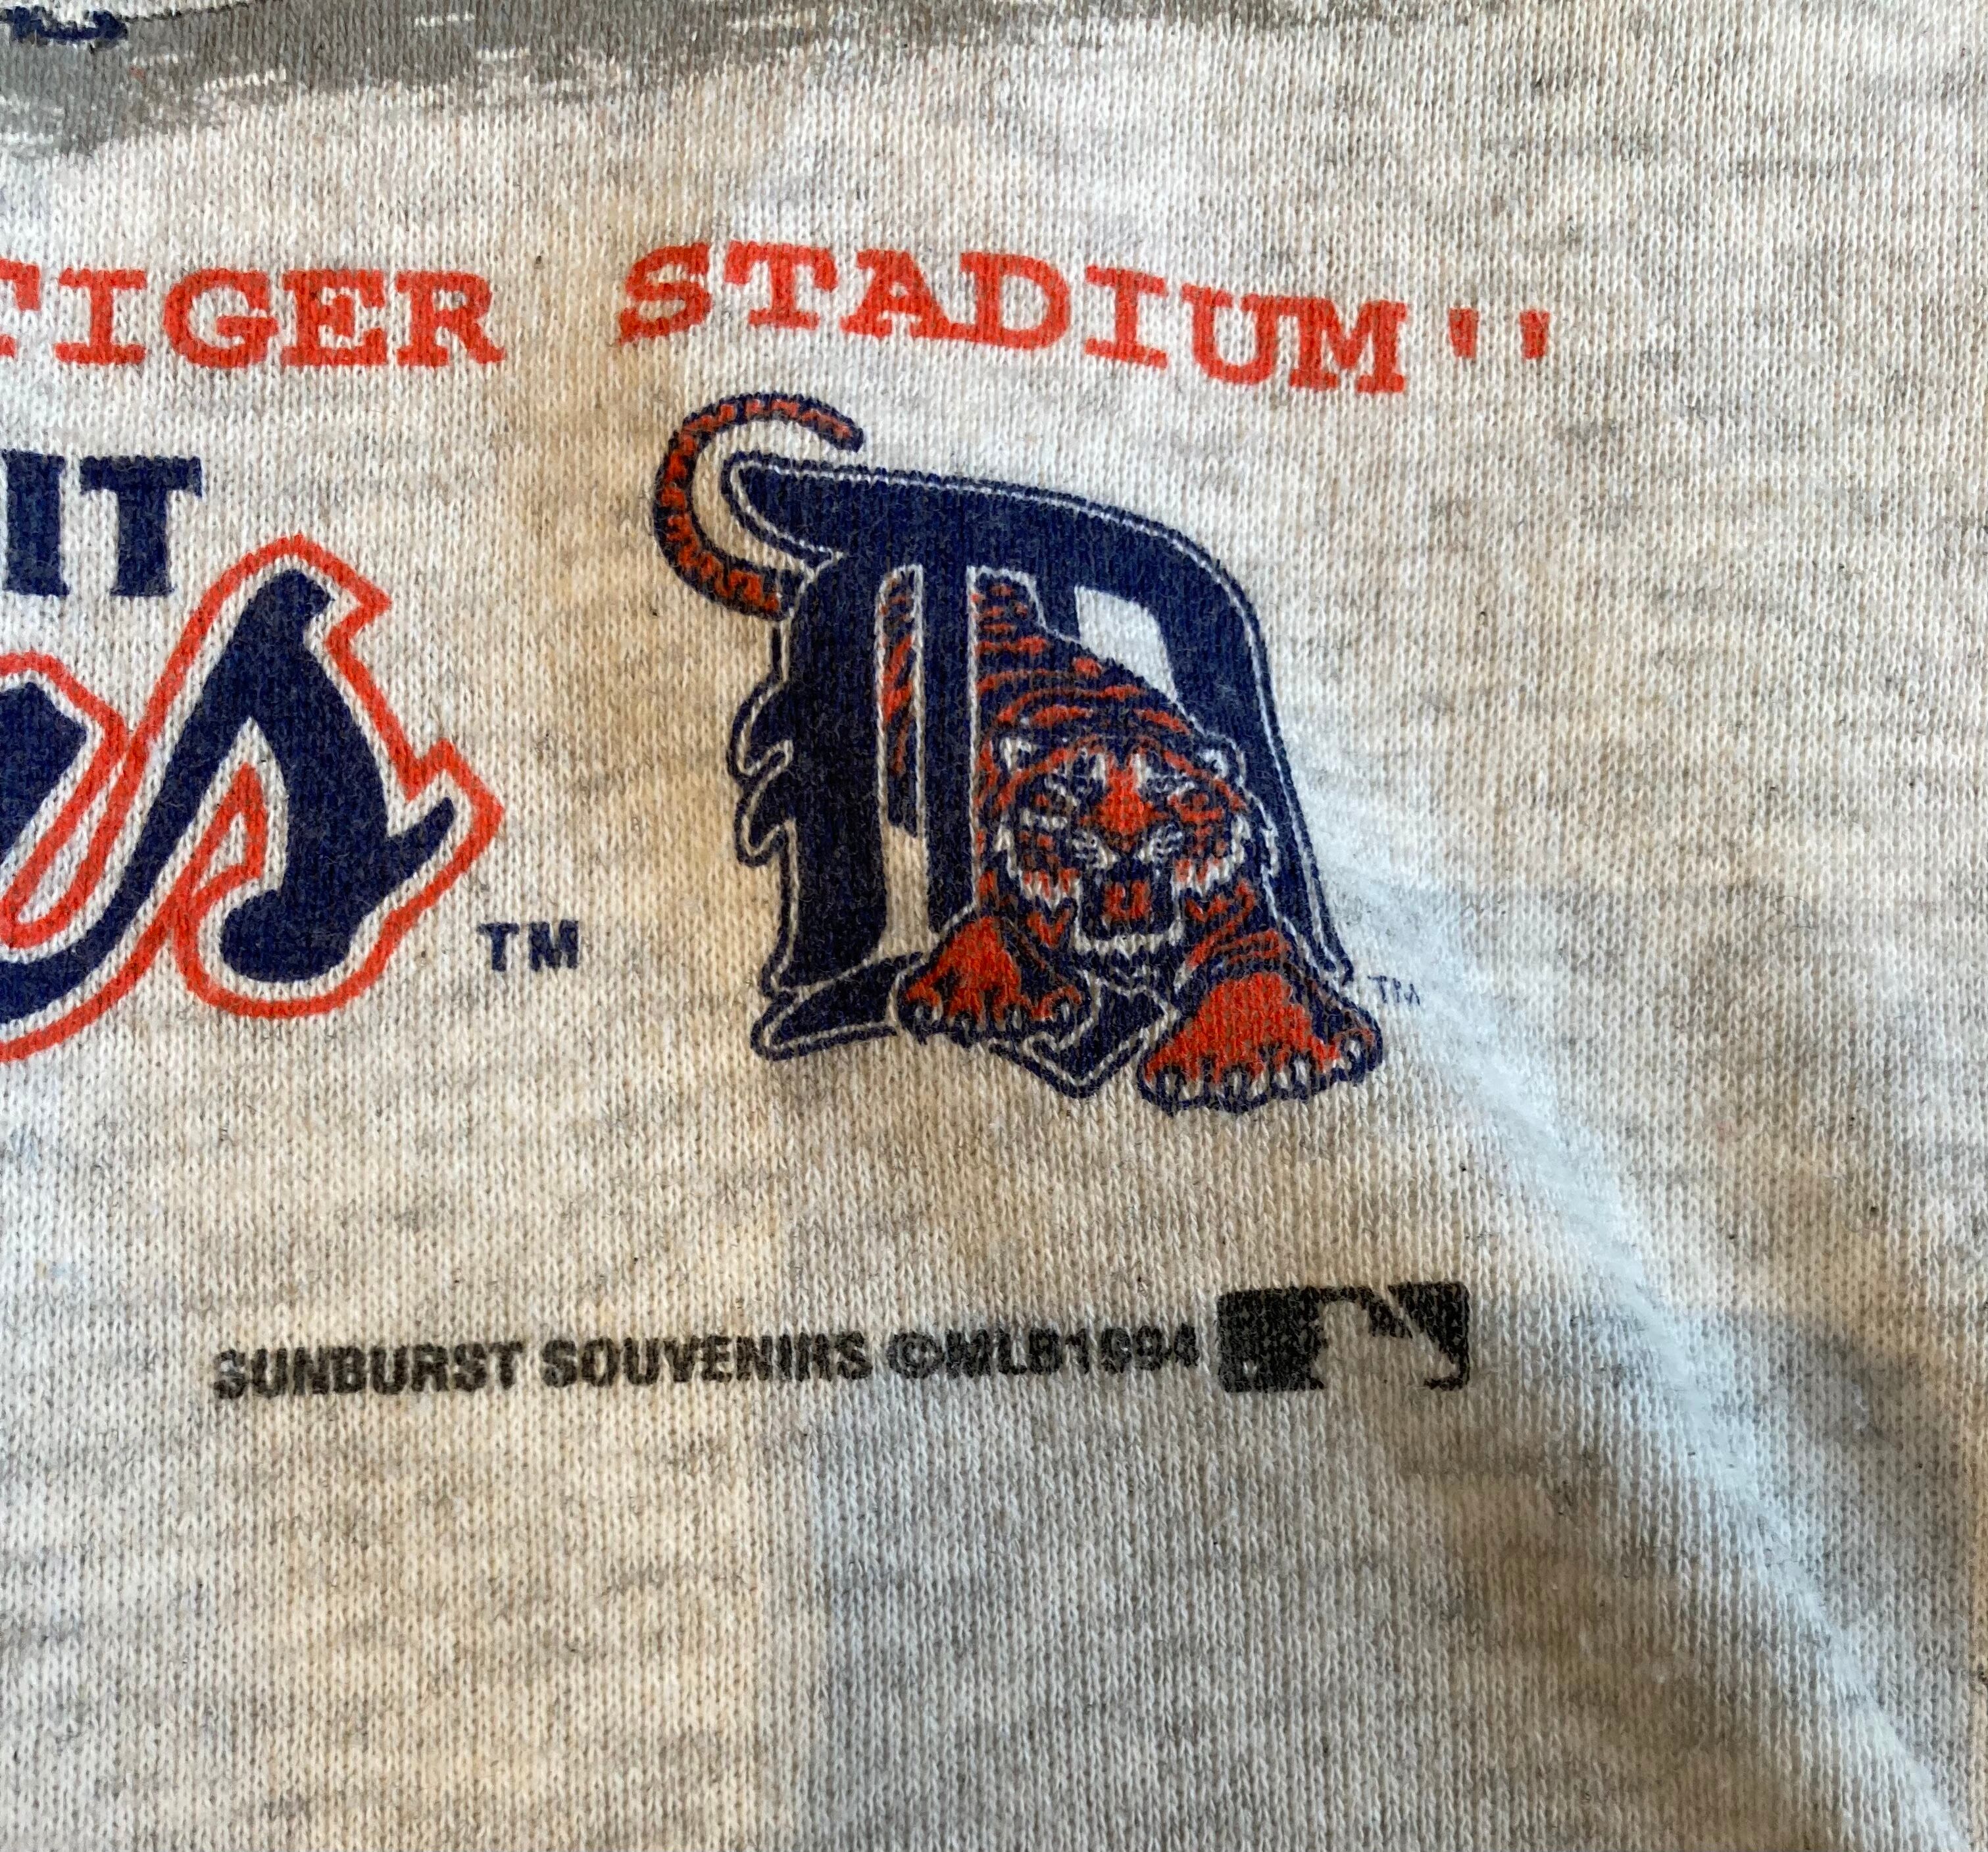 TIGER STADIUM"
IT
s TM
D TM
SUNBURST SOUVENIRS ©MLB1994